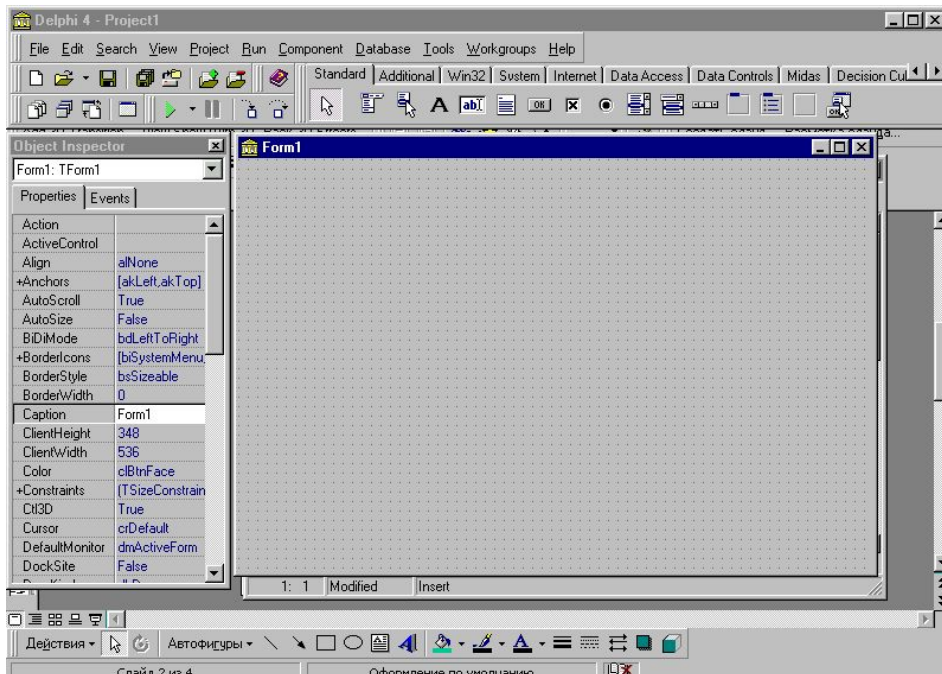 Delphi 4 - Project1
File Edit Search View Project Run Component Database Tools Workgroups Help
Standard Additional Win32 System Internet Data Access Data Controls Midas Decision Cu
Object Inspector
Form1
Form1: TForm1
Properties Events
Action
ActiveControl
Align alNone
+Anchors [akLeft,akTop]
AutoScroll True
AutoSize False
BiDiMode bdLeftToRight
+BorderIcons [biSystemMenu,
BorderStyle bsSizeable
BorderWidth 0
Caption Form1
ClientHeight 348
ClientWidth 536
Color clBtnFace
+Constraints (TSizeConstrain
Ctl3D True
Cursor crDefault
DefaultMonitor dmActiveForm
DockSite False
1: 1 Modified Insert
Действия Автофигуры
Слайд 2 из 4 Оформление по умолчанию